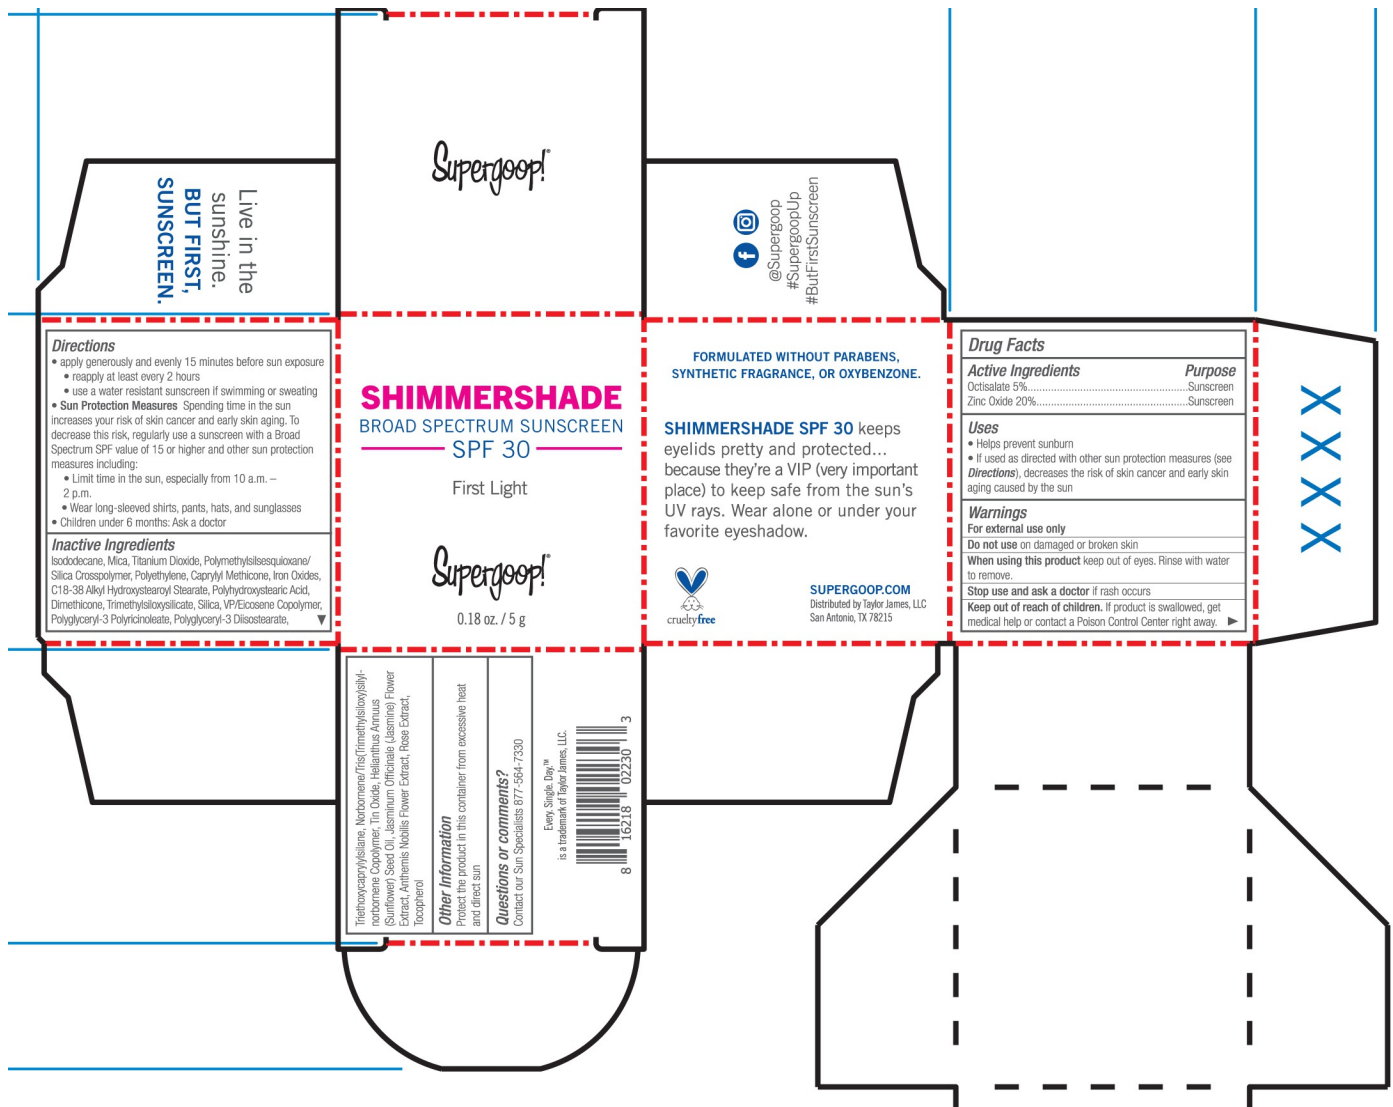 Supergoop!®
Live in the
sunshine.
BUT FIRST,
SUNSCREEN.
@Supergoop
#SupergoopUp
#ButFirstSunscreen
Directions
• apply generously and evenly 15 minutes before sun exposure
• reapply at least every 2 hours
• use a water resistant sunscreen if swimming or sweating
• Sun Protection Measures Spending time in the sun
increases your risk of skin cancer and early skin aging. To
decrease this risk, regularly use a sunscreen with a Broad
Spectrum SPF value of 15 or higher and other sun protection
measures including:
• Limit time in the sun, especially from 10 a.m. –
2 p.m.
• Wear long-sleeved shirts, pants, hats, and sunglasses
• Children under 6 months: Ask a doctor
Inactive Ingredients
Isododecane, Mica, Titanium Dioxide, Polymethylsilsesquioxane/
Silica Crosspolymer, Polyethylene, Caprylyl Methicone, Iron Oxides,
C18-38 Alkyl Hydroxystearoyl Stearate, Polyhydroxystearic Acid,
Dimethicone, Trimethylsiloxysilicate, Silica, VP/Eicosene Copolymer,
Polyglyceryl-3 Polyricinoleate, Polyglyceryl-3 Diisostearate,
SHIMMERSHADE
BROAD SPECTRUM SUNSCREEN
SPF 30
First Light
Supergoop!®
0.18 oz. / 5 g
FORMULATED WITHOUT PARABENS,
SYNTHETIC FRAGRANCE, OR OXYBENZONE.
SHIMMERSHADE SPF 30 keeps
eyelids pretty and protected...
because they're a VIP (very important
place) to keep safe from the sun's
UV rays. Wear alone or under your
favorite eyeshadow.
crueltyfree
SUPERGOOP.COM
Distributed by Taylor James, LLC
San Antonio, TX 78215
Drug Facts
Active Ingredients Purpose
Octisalate 5%......................................................Sunscreen
Zinc Oxide 20%...................................................Sunscreen
Uses
• Helps prevent sunburn
• If used as directed with other sun protection measures (see
Directions), decreases the risk of skin cancer and early skin
aging caused by the sun
Warnings
For external use only
Do not use on damaged or broken skin
When using this product keep out of eyes. Rinse with water
to remove.
Stop use and ask a doctor if rash occurs
Keep out of reach of children. If product is swallowed, get
medical help or contact a Poison Control Center right away.
XXXX
Triethoxycaprylylsilane, Norbornene/Tris(Trimethylsiloxy)silyl-
norbornene Copolymer, Tin Oxide, Helianthus Annuus
(Sunflower) Seed Oil, Jasminum Officinale (Jasmine) Flower
Extract, Anthemis Nobilis Flower Extract, Rose Extract,
Tocopherol
Other Information
Protect the product in this container from excessive heat
and direct sun
Questions or comments?
Contact our Sun Specialists 877-564-7330
Every. Single. Day.™
is a trademark of Taylor James, LLC.
8 16218 02230 3